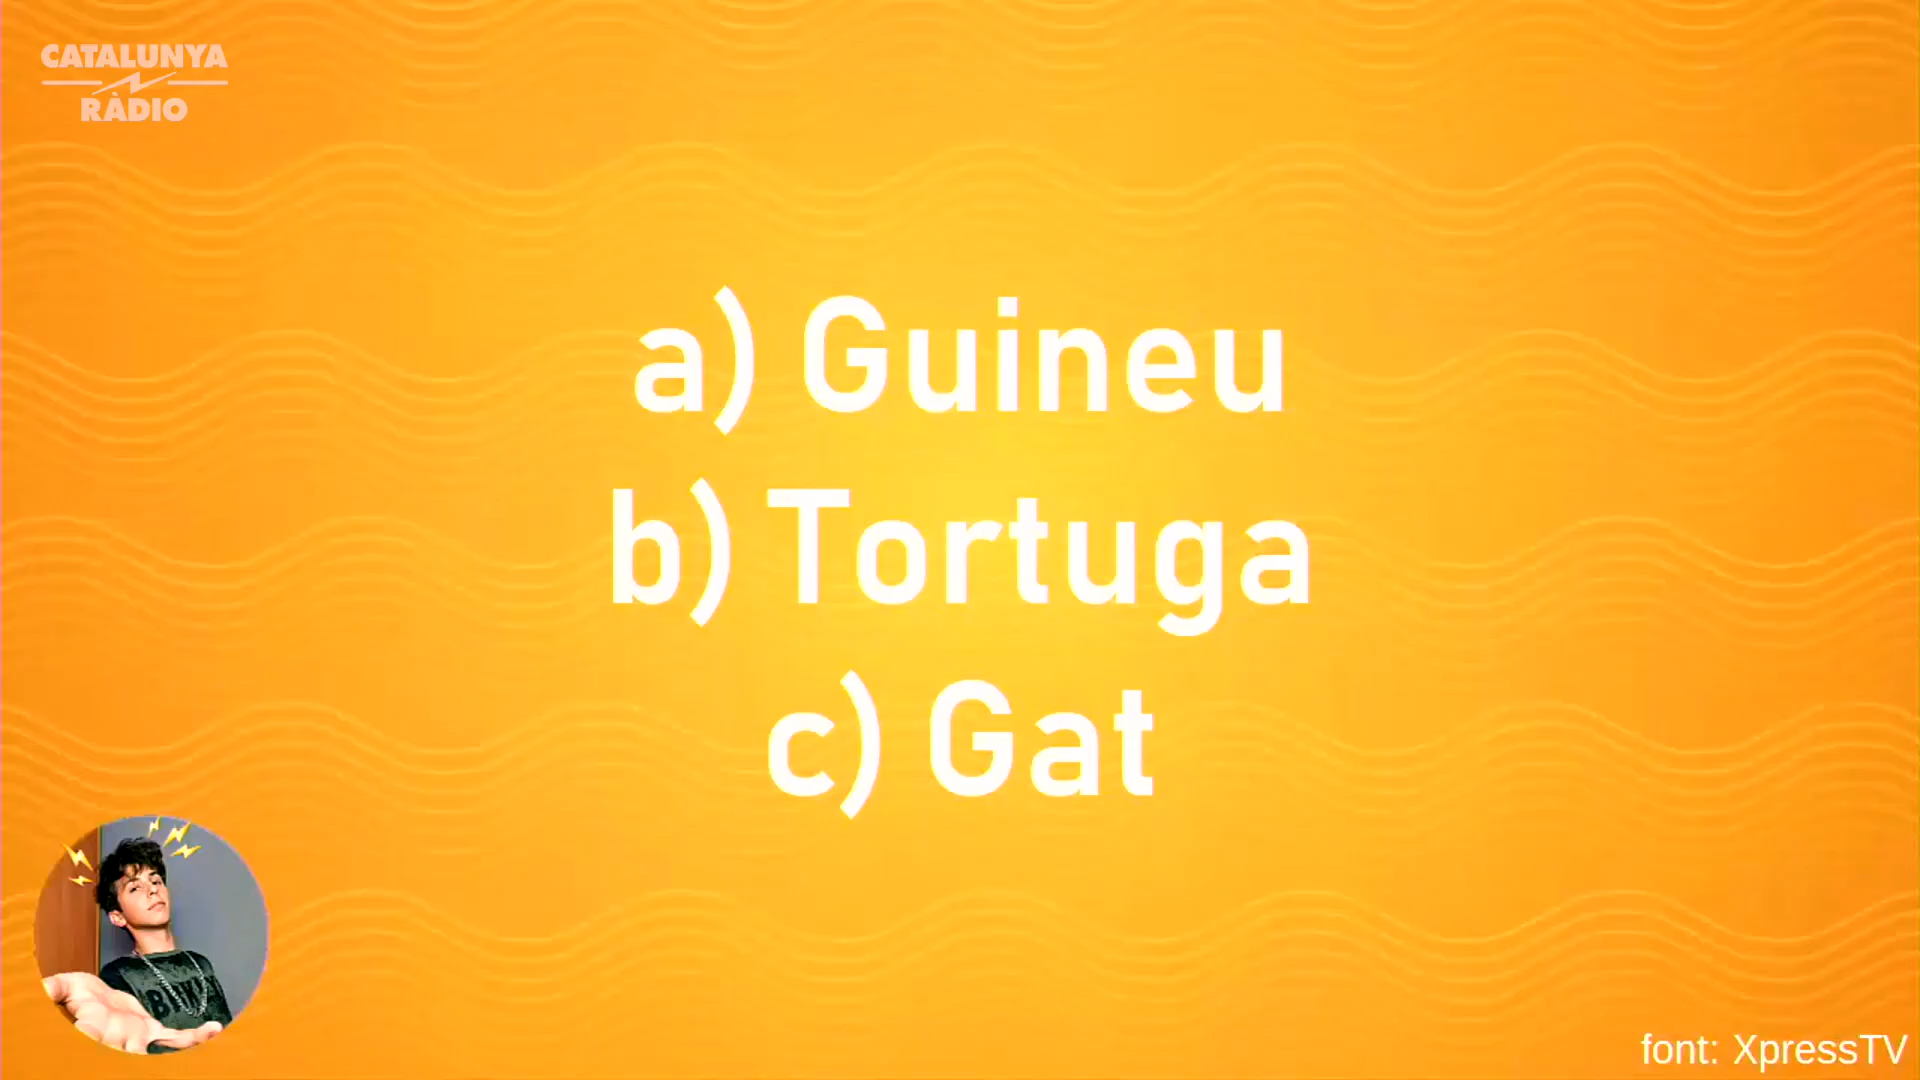 CATALUNYA
RÀDIO
a) Guineu
b) Tortuga
c) Gat
font: XpressTV